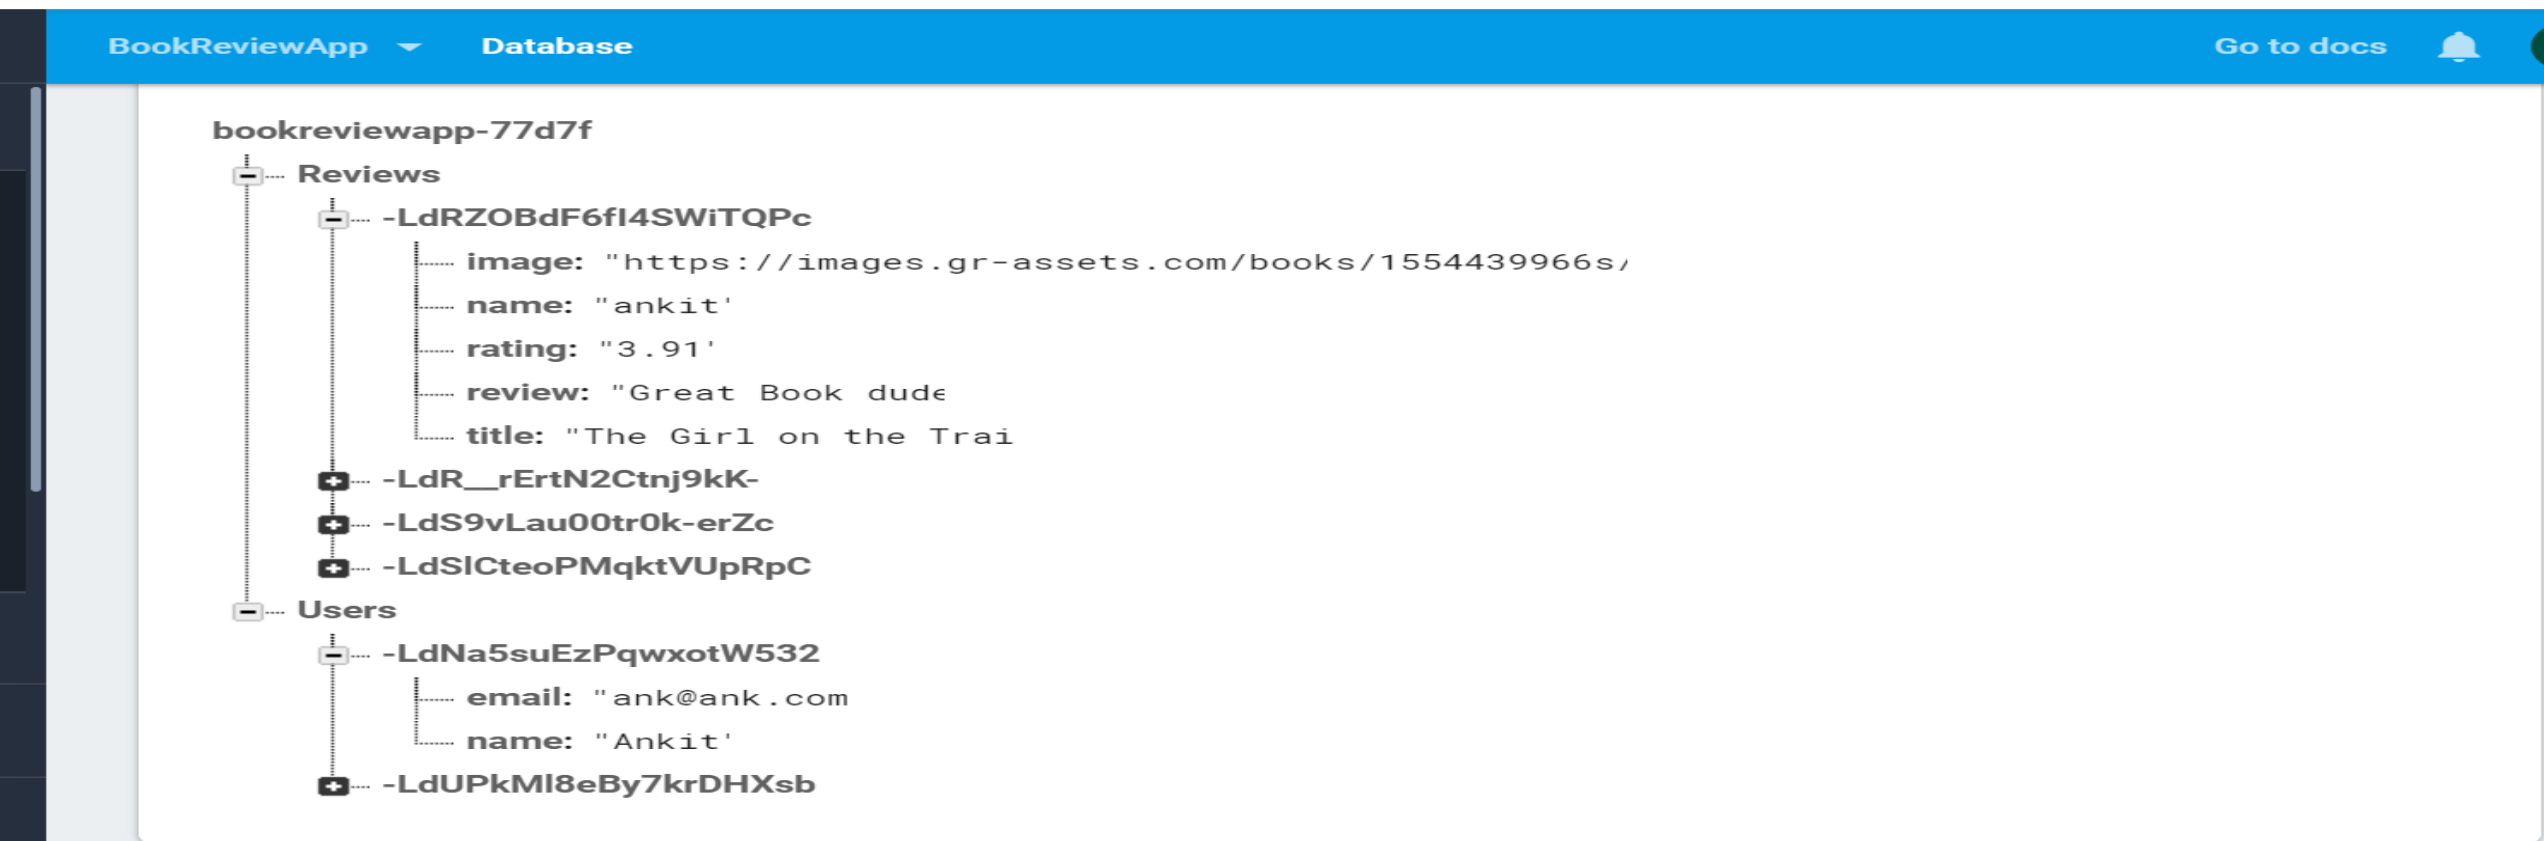 BookReviewApp Database Go to docs
bookreviewapp-77d7f
Reviews
-LdRZOBdF6fI4SWiTQPc
image: "https://images.gr-assets.com/books/1554439966s/
name: "ankit'
rating: "3.91'
review: "Great Book dude
title: "The Girl on the Trai
-LdR__rErtN2Ctnj9kK-
-LdS9vLau00tr0k-erZc
-LdSlCteoPMqktVUpRpC
Users
-LdNa5suEzPqwxotW532
email: "ank@ank.com
name: "Ankit'
-LdUPkMl8eBy7krDHXsb